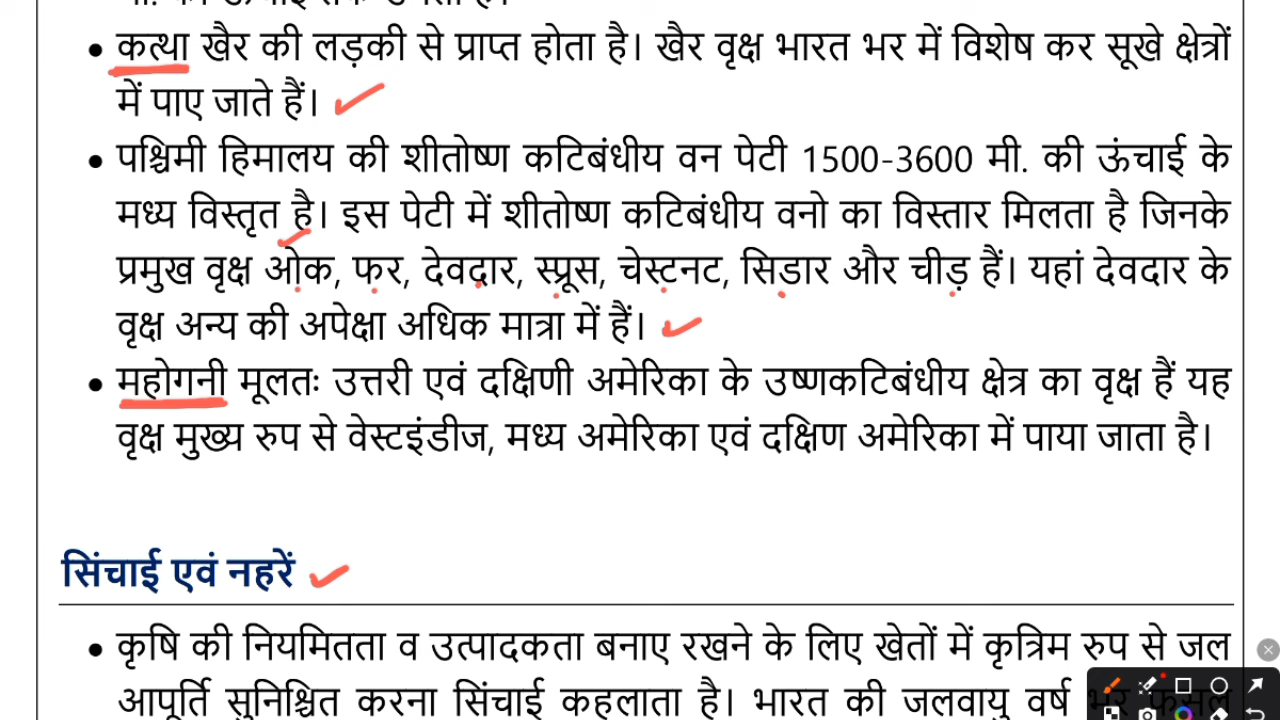 • कत्था खैर की लड़की से प्राप्त होता है। खैर वृक्ष भारत भर में विशेष कर सूखे क्षेत्रों
में पाए जाते हैं।
• पश्चिमी हिमालय की शीतोष्ण कटिबंधीय वन पेटी 1500-3600 मी. की ऊंचाई के
मध्य विस्तृत है। इस पेटी में शीतोष्ण कटिबंधीय वनो का विस्तार मिलता है जिनके
प्रमुख वृक्ष ओक, फर, देवदार, स्प्रूस, चेस्टनट, सिडार और चीड़ हैं। यहां देवदार के
वृक्ष अन्य की अपेक्षा अधिक मात्रा में हैं।
• महोगनी मूलतः उत्तरी एवं दक्षिणी अमेरिका के उष्णकटिबंधीय क्षेत्र का वृक्ष हैं यह
वृक्ष मुख्य रुप से वेस्टइंडीज, मध्य अमेरिका एवं दक्षिण अमेरिका में पाया जाता है।
सिंचाई एवं नहरें
• कृषि की नियमितता व उत्पादकता बनाए रखने के लिए खेतों में कृत्रिम रुप से जल
आपूर्ति सुनिश्चित करना सिंचाई कहलाता है। भारत की जलवायु वर्ष भर फसल